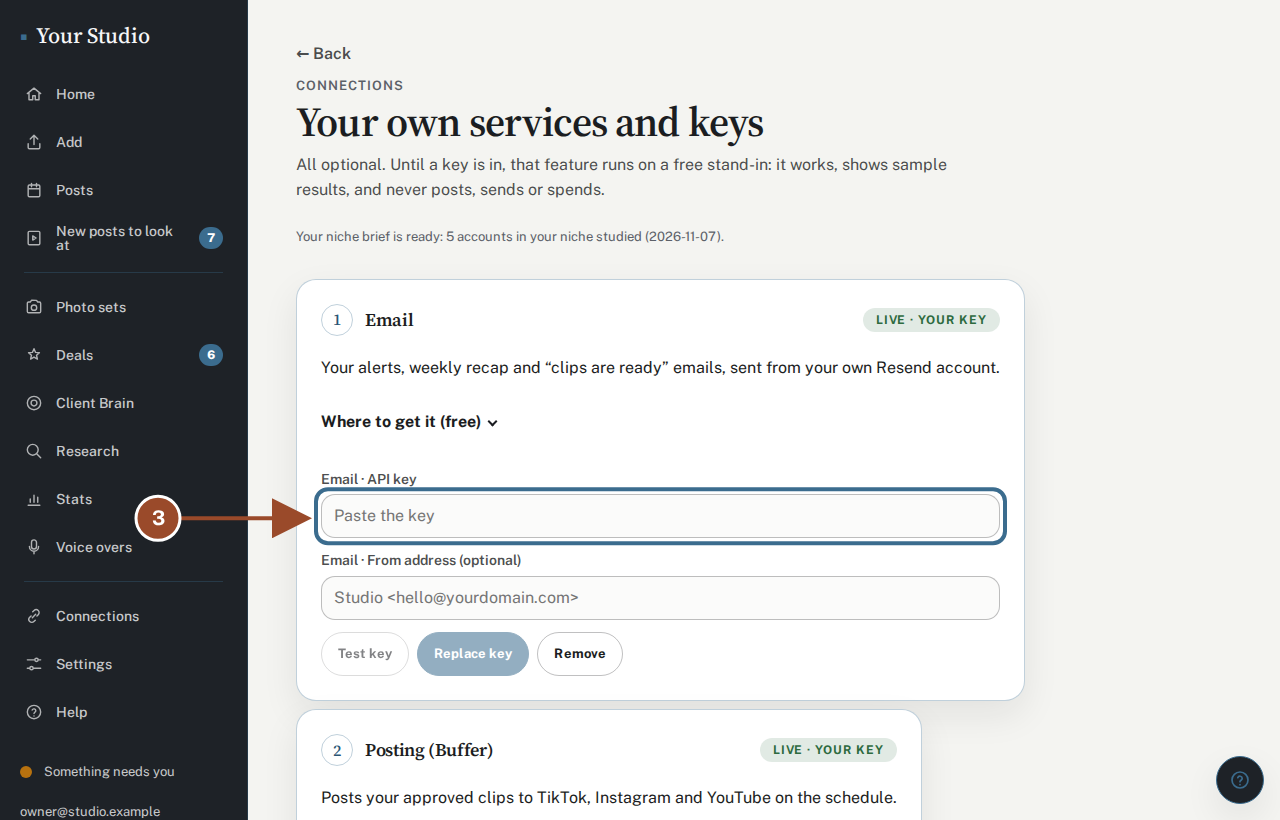 Your Studio
Home
Add
Posts
New posts to look
at
7
Photo sets
Deals
6
Client Brain
Research
Stats
Voice overs
Connections
Settings
Help
Something needs you
owner@studio.example
← Back
CONNECTIONS
Your own services and keys
All optional. Until a key is in, that feature runs on a free stand-in: it works, shows sample
results, and never posts, sends or spends.
Your niche brief is ready: 5 accounts in your niche studied (2026-11-07).
1 Email LIVE · YOUR KEY
Your alerts, weekly recap and “clips are ready” emails, sent from your own Resend account.
Where to get it (free)
Email · API key
3
Paste the key
Email · From address (optional)
Studio <hello@yourdomain.com>
Test key Replace key Remove
2 Posting (Buffer) LIVE · YOUR KEY
Posts your approved clips to TikTok, Instagram and YouTube on the schedule.